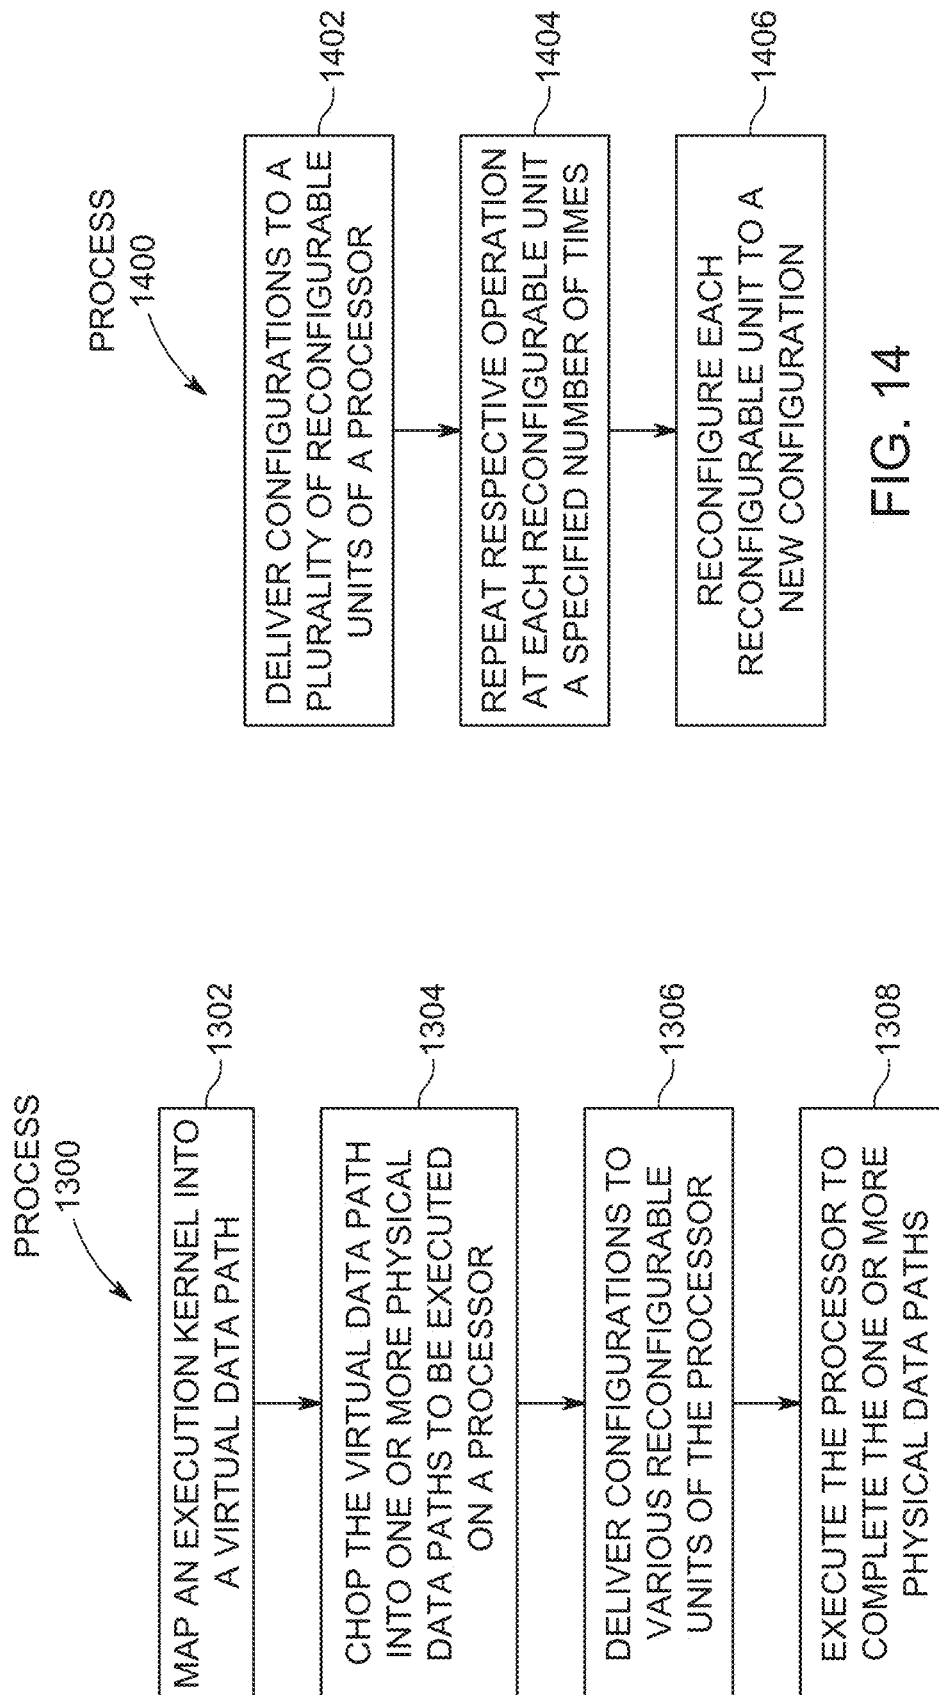 PROCESS
1300
MAP AN EXECUTION KERNEL INTO
A VIRTUAL DATA PATH
1302
CHOP THE VIRTUAL DATA PATH
INTO ONE OR MORE PHYSICAL
DATA PATHS TO BE EXECUTED
ON A PROCESSOR
1304
DELIVER CONFIGURATIONS TO
VARIOUS RECONFIGURABLE
UNITS OF THE PROCESSOR
1306
EXECUTE THE PROCESSOR TO
COMPLETE THE ONE OR MORE
PHYSICAL DATA PATHS
1308
PROCESS
1400
DELIVER CONFIGURATIONS TO A
PLURALITY OF RECONFIGURABLE
UNITS OF A PROCESSOR
1402
REPEAT RESPECTIVE OPERATION
AT EACH RECONFIGURABLE UNIT
A SPECIFIED NUMBER OF TIMES
1404
RECONFIGURE EACH
RECONFIGURABLE UNIT TO A
NEW CONFIGURATION
1406
FIG. 14